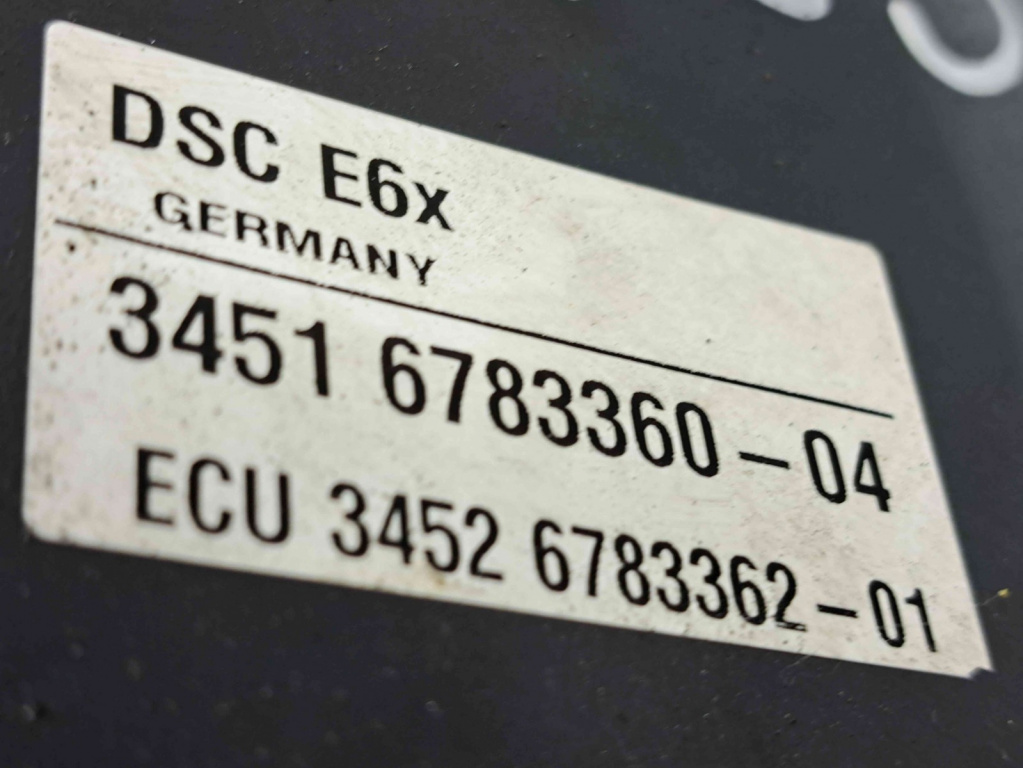 DSC E6x
GERMANY
3451 6783360-04
ECU 3452 6783362-01